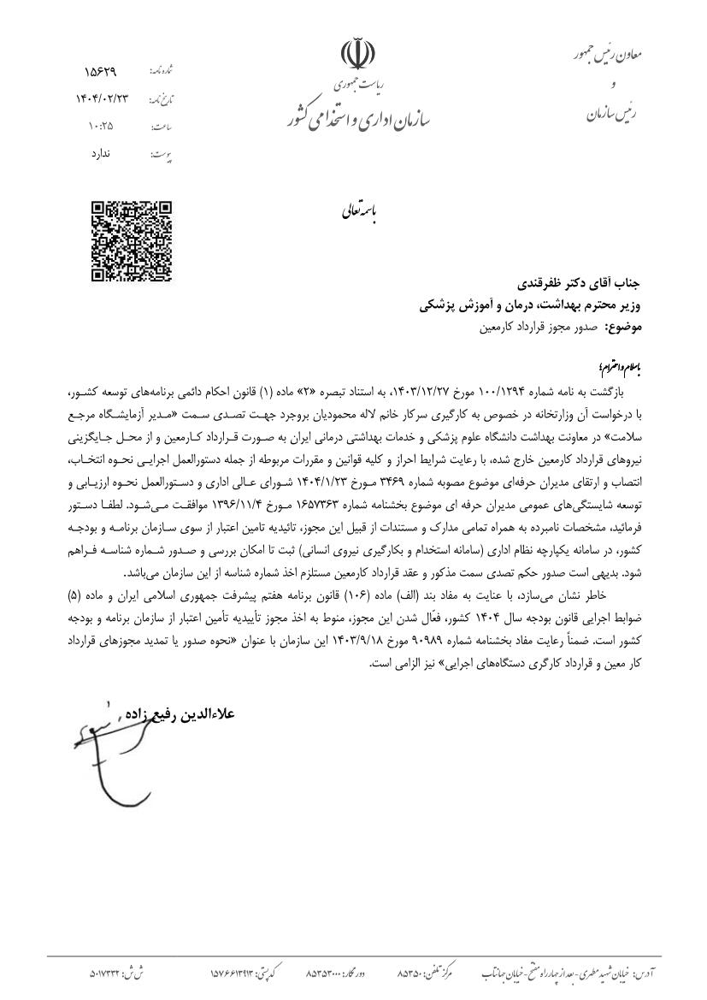 معاون رئیس جمهور
و
رئیس سازمان
ریاست جمهوری
سازمان اداری و استخدامی کشور
شماره نامه: ۱۵۶۲۹
تاریخ نامه: ۱۴۰۴/۰۲/۲۳
ساعت: ۱۰:۲۵
پیوست: ندارد
باسمه تعالی
جناب آقای دکتر ظفرقندی
وزیر محترم بهداشت، درمان و آموزش پزشکی
موضوع: صدور مجوز قرارداد کارمعین
باسلام و احترام؛
بازگشت به نامه شماره ۱۰۰/۱۲۹۴ مورخ ۱۴۰۳/۱۲/۲۷، به استناد تبصره «۲» ماده (۱) قانون احکام دائمی برنامه‌های توسعه کشور،
با درخواست آن وزارتخانه در خصوص به کارگیری سرکار خانم لاله محمودیان بروجرد جهت تصدی سمت «مدیر آزمایشگاه مرجع
سلامت» در معاونت بهداشت دانشگاه علوم پزشکی و خدمات بهداشتی درمانی ایران به صورت قرارداد کارمعین و از محل جایگزینی
نیروهای قرارداد کارمعین خارج شده، با رعایت شرایط احراز و کلیه قوانین و مقررات مربوطه از جمله دستورالعمل اجرایی نحوه انتخاب،
انتصاب و ارتقای مدیران حرفه‌ای موضوع مصوبه شماره ۳۴۶۹ مورخ ۱۴۰۴/۱/۲۳ شورای عالی اداری و دستورالعمل نحوه ارزیابی و
توسعه شایستگی‌های عمومی مدیران حرفه ای موضوع بخشنامه شماره ۱۶۵۷۳۶۳ مورخ ۱۳۹۶/۱۱/۴ موافقت می‌شود. لطفا دستور
فرمائید، مشخصات نامبرده به همراه تمامی مدارک و مستندات از قبیل این مجوز، تائیدیه تامین اعتبار از سوی سازمان برنامه و بودجه
کشور، در سامانه یکپارچه نظام اداری (سامانه استخدام و بکارگیری نیروی انسانی) ثبت تا امکان بررسی و صدور شماره شناسه فراهم
شود. بدیهی است صدور حکم تصدی سمت مذکور و عقد قرارداد کارمعین مستلزم اخذ شماره شناسه از این سازمان می‌باشد.
خاطر نشان می‌سازد، با عنایت به مفاد بند (الف) ماده (۱۰۶) قانون برنامه هفتم پیشرفت جمهوری اسلامی ایران و ماده (۵)
ضوابط اجرایی قانون بودجه سال ۱۴۰۴ کشور، فعّال شدن این مجوز، منوط به اخذ مجوز تأییدیه تأمین اعتبار از سازمان برنامه و بودجه
کشور است. ضمناً رعایت مفاد بخشنامه شماره ۹۰۹۸۹ مورخ ۱۴۰۳/۹/۱۸ این سازمان با عنوان «نحوه صدور یا تمدید مجوزهای قرارداد
کار معین و قرارداد کارگری دستگاه‌های اجرایی» نیز الزامی است.
علاءالدین رفیع زاده
آدرس: خیابان شهید مطهری - بعد از چهارراه مفتح - خیابان جهانتاب مرکز تلفن: ۸۵۳۵۰ دورنگار: ۸۵۳۵۳۰۰۰ کد پستی: ۱۵۷۶۶۱۳۹۱۳ ش ش: ۵۰۱۷۳۳۲